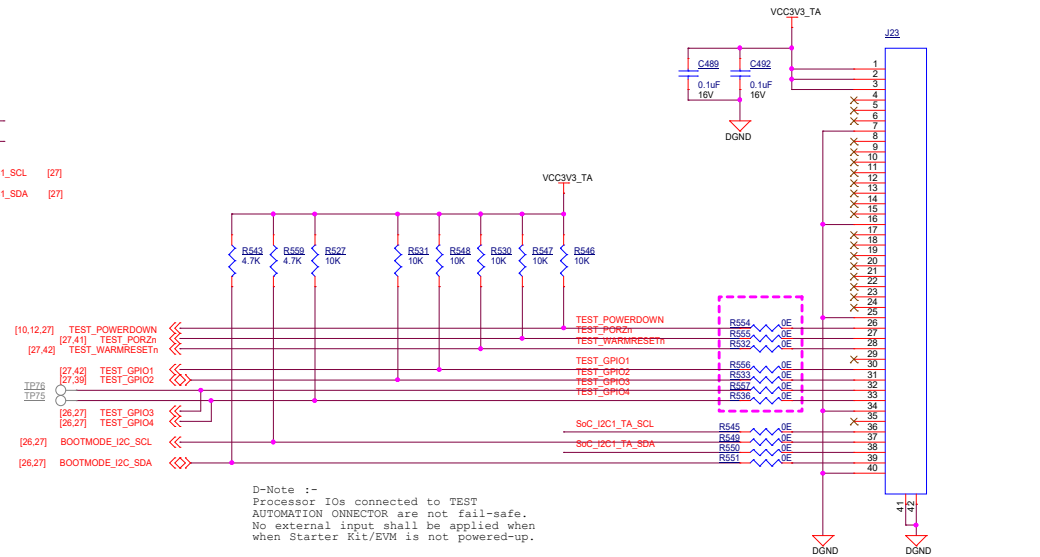 VCC3V3_TA
J23
C489 C492
0.1uF 0.1uF
16V 16V
DGND
1
2
3
4
5
6
7
8
9
10
11
12
13
14
15
16
17
18
19
20
21
22
23
24
25
26
27
28
29
30
31
32
33
34
35
36
37
38
39
40
41
42
1_SCL [27]
1_SDA [27]
VCC3V3_TA
R543 R559 R527 R531 R548 R530 R547 R546
4.7K 4.7K 10K 10K 10K 10K 10K 10K
[10,12,27] TEST_POWERDOWN
[27,41] TEST_PORZn
[27,42] TEST_WARMRESETn
[27,42] TEST_GPIO1
[27,39] TEST_GPIO2
TP76
TP75
[26,27] TEST_GPIO3
[26,27] TEST_GPIO4
[26,27] BOOTMODE_I2C_SCL
[26,27] BOOTMODE_I2C_SDA
TEST_POWERDOWN
TEST_PORZn
TEST_WARMRESETn
TEST_GPIO1
TEST_GPIO2
TEST_GPIO3
TEST_GPIO4
SoC_I2C1_TA_SCL
SoC_I2C1_TA_SDA
R554 0E
R555 0E
R532 0E
R556 0E
R533 0E
R557 0E
R536 0E
R545 0E
R549 0E
R550 0E
R551 0E
D-Note :-
Processor IOs connected to TEST
AUTOMATION ONNECTOR are not fail-safe.
No external input shall be applied when
when Starter Kit/EVM is not powered-up.
DGND
DGND